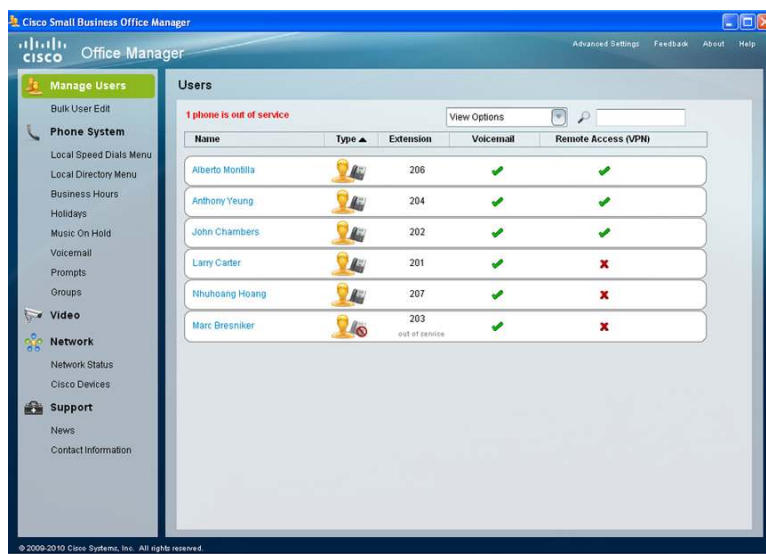 Cisco Small Business Office Manager
CISCO Office Manager
Advanced Settings Feedback About Help
Manage Users
Bulk User Edit
Phone System
Local Speed Dials Menu
Local Directory Menu
Business Hours
Holidays
Music On Hold
Voicemail
Prompts
Groups
Video
Network
Network Status
Cisco Devices
Support
News
Contact Information
Users
1 phone is out of service
View Options
Name Type Extension Voicemail Remote Access (VPN)
Alberto Montilla 206
Anthony Yeung 204
John Chambers 202
Larry Carter 201
Nhuhoang Hoang 207
Marc Bresniker 203
out of service
© 2009-2010 Cisco Systems, Inc. All rights reserved.